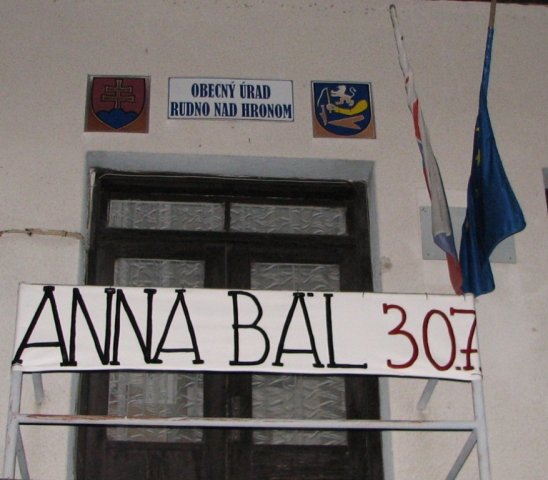 OBECNÝ ÚRAD
RUDNO NAD HRONOM
ANNA BÁL 30.7.